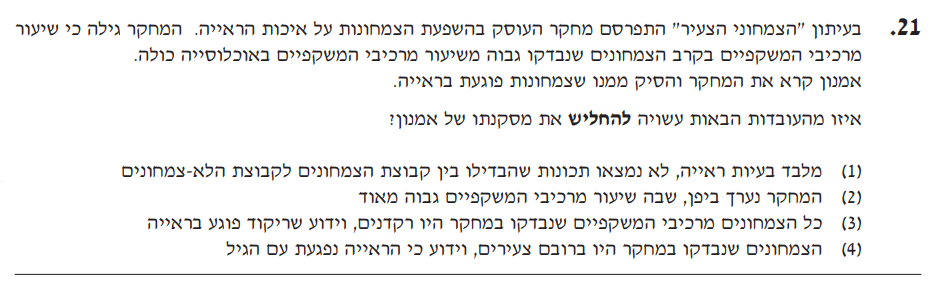 21. בעיתון "הצמחוני הצעיר" התפרסם מחקר העוסק בהשפעת הצמחונות על איכות הראייה. המחקר גילה כי שיעור
מרכיבי המשקפיים בקרב הצמחונים שנבדקו גבוה משיעור מרכיבי המשקפיים באוכלוסייה כולה.
אמנון קרא את המחקר והסיק ממנו שצמחונות פוגעת בראייה.
איזו מהעובדות הבאות עשויה להחליש את מסקנתו של אמנון?
(1) מלבד בעיות ראייה, לא נמצאו תכונות שהבדילו בין קבוצת הצמחונים לקבוצת הלא-צמחונים
(2) המחקר נערך ביפן, שבה שיעור מרכיבי המשקפיים גבוה מאוד
(3) כל הצמחונים מרכיבי המשקפיים שנבדקו במחקר היו רקדנים, וידוע שריקוד פוגע בראייה
(4) הצמחונים שנבדקו במחקר היו ברובם צעירים, וידוע כי הראייה נפגעת עם הגיל